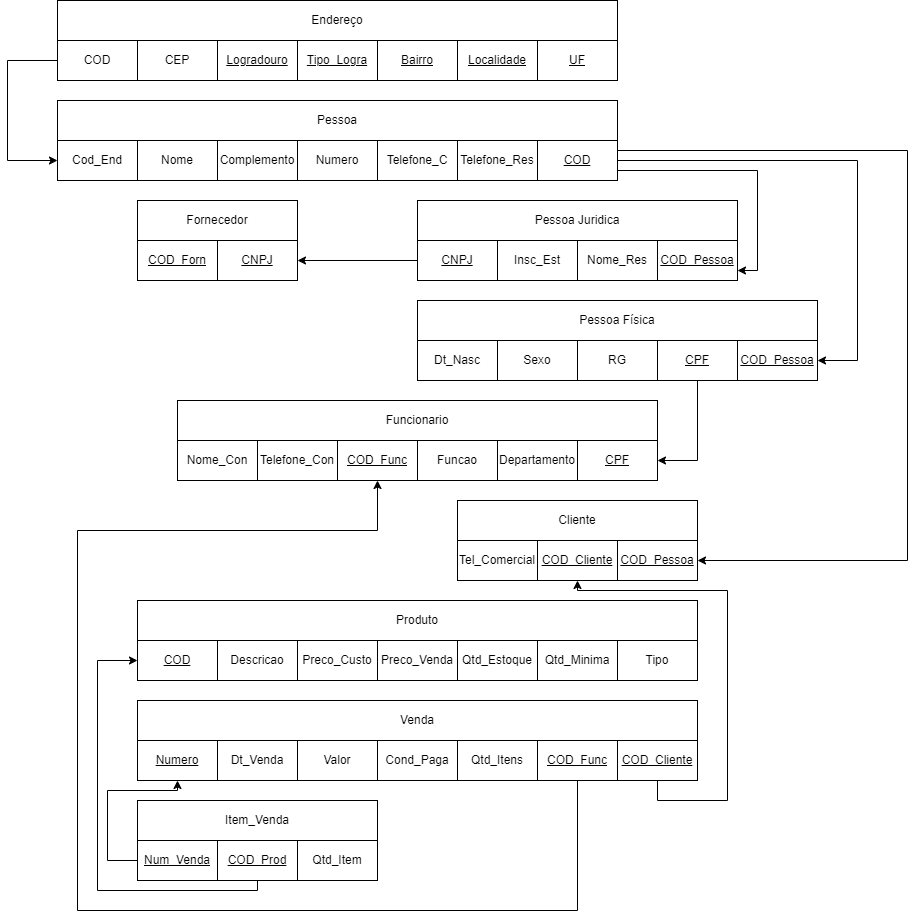 Endereço
COD CEP Logradouro Tipo_Logra Bairro Localidade UF
Pessoa
Cod_End Nome Complemento Numero Telefone_C Telefone_Res COD
Fornecedor
COD_Forn CNPJ
Pessoa Juridica
CNPJ Insc_Est Nome_Res COD_Pessoa
Pessoa Física
Dt_Nasc Sexo RG CPF COD_Pessoa
Funcionario
Nome_Con Telefone_Con COD_Func Funcao Departamento CPF
Cliente
Tel_Comercial COD_Cliente COD_Pessoa
Produto
COD Descricao Preco_Custo Preco_Venda Qtd_Estoque Qtd_Minima Tipo
Venda
Numero Dt_Venda Valor Cond_Paga Qtd_Itens COD_Func COD_Cliente
Item_Venda
Num_Venda COD_Prod Qtd_Item